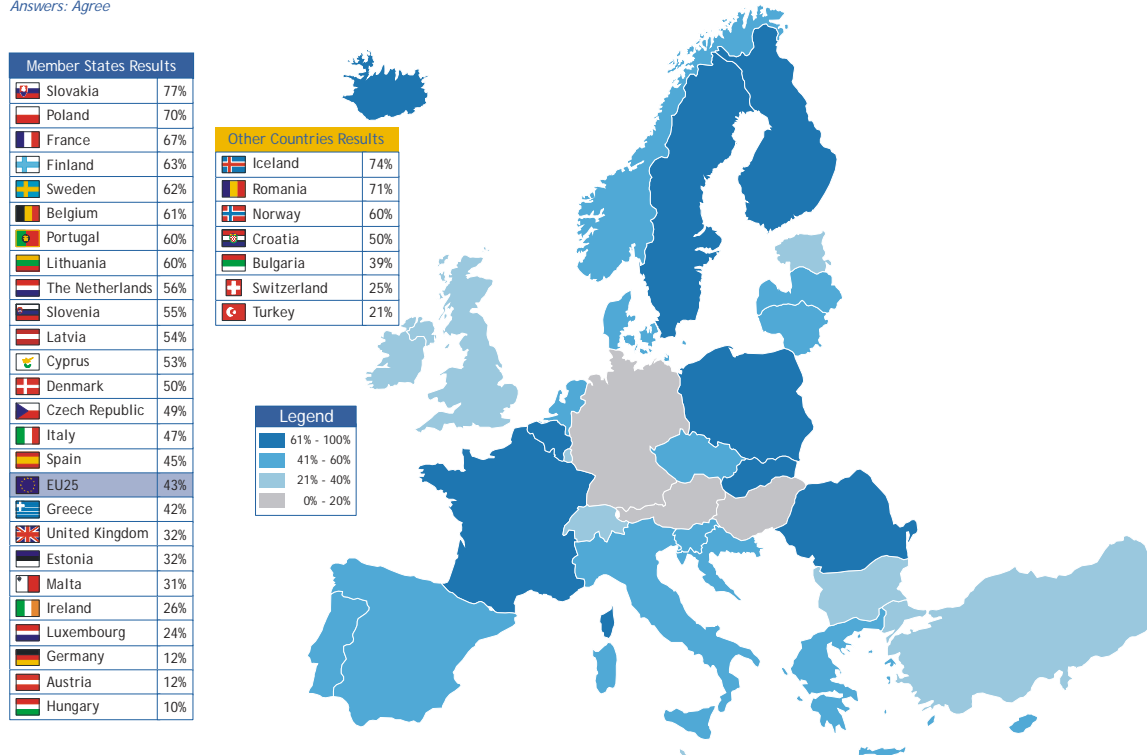 Answers: Agree
Member States Results
Slovakia 77%
Poland 70%
France 67%
Finland 63%
Sweden 62%
Belgium 61%
Portugal 60%
Lithuania 60%
The Netherlands 56%
Slovenia 55%
Latvia 54%
Cyprus 53%
Denmark 50%
Czech Republic 49%
Italy 47%
Spain 45%
EU25 43%
Greece 42%
United Kingdom 32%
Estonia 32%
Malta 31%
Ireland 26%
Luxembourg 24%
Germany 12%
Austria 12%
Hungary 10%
Other Countries Results
Iceland 74%
Romania 71%
Norway 60%
Croatia 50%
Bulgaria 39%
Switzerland 25%
Turkey 21%
Legend
61% - 100%
41% - 60%
21% - 40%
0% - 20%